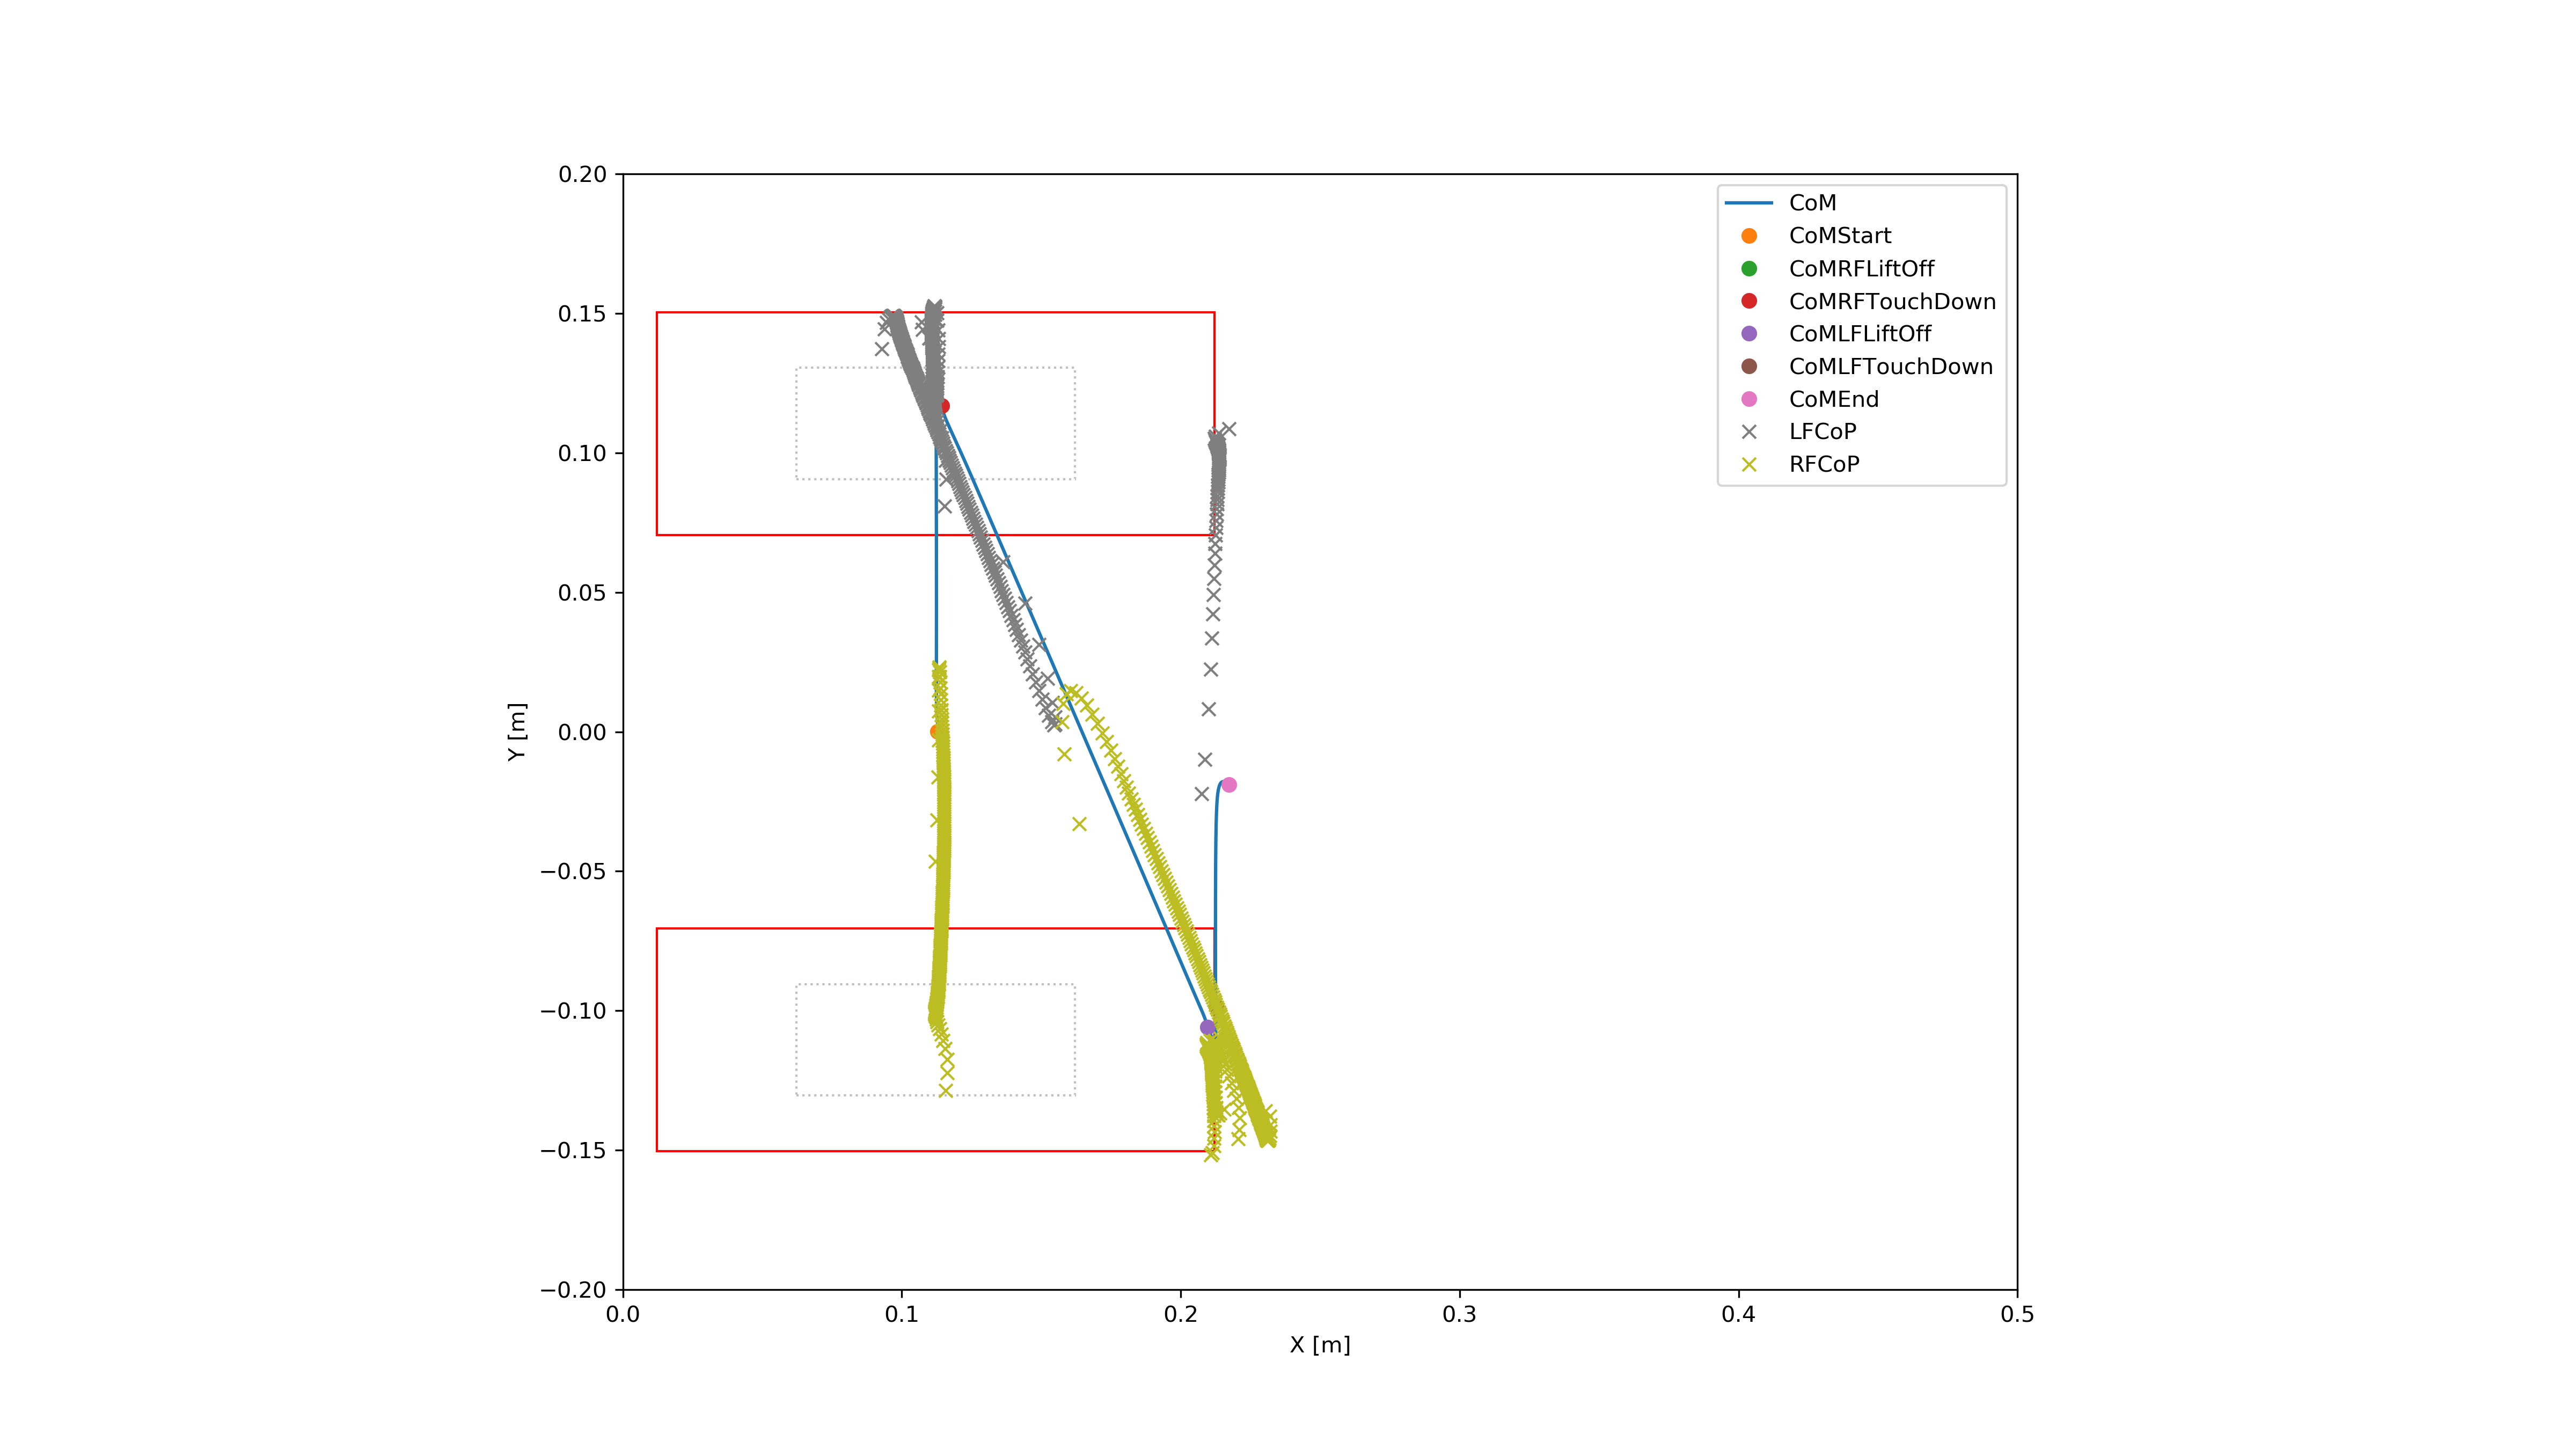 0.20
0.15
0.10
0.05
0.00
−0.05
−0.10
−0.15
−0.20
Y [m]
0.0 0.1 0.2 0.3 0.4 0.5
X [m]
CoM
CoMStart
CoMRFLiftOff
CoMRFTouchDown
CoMLFLiftOff
CoMLFTouchDown
CoMEnd
LFCoP
RFCoP